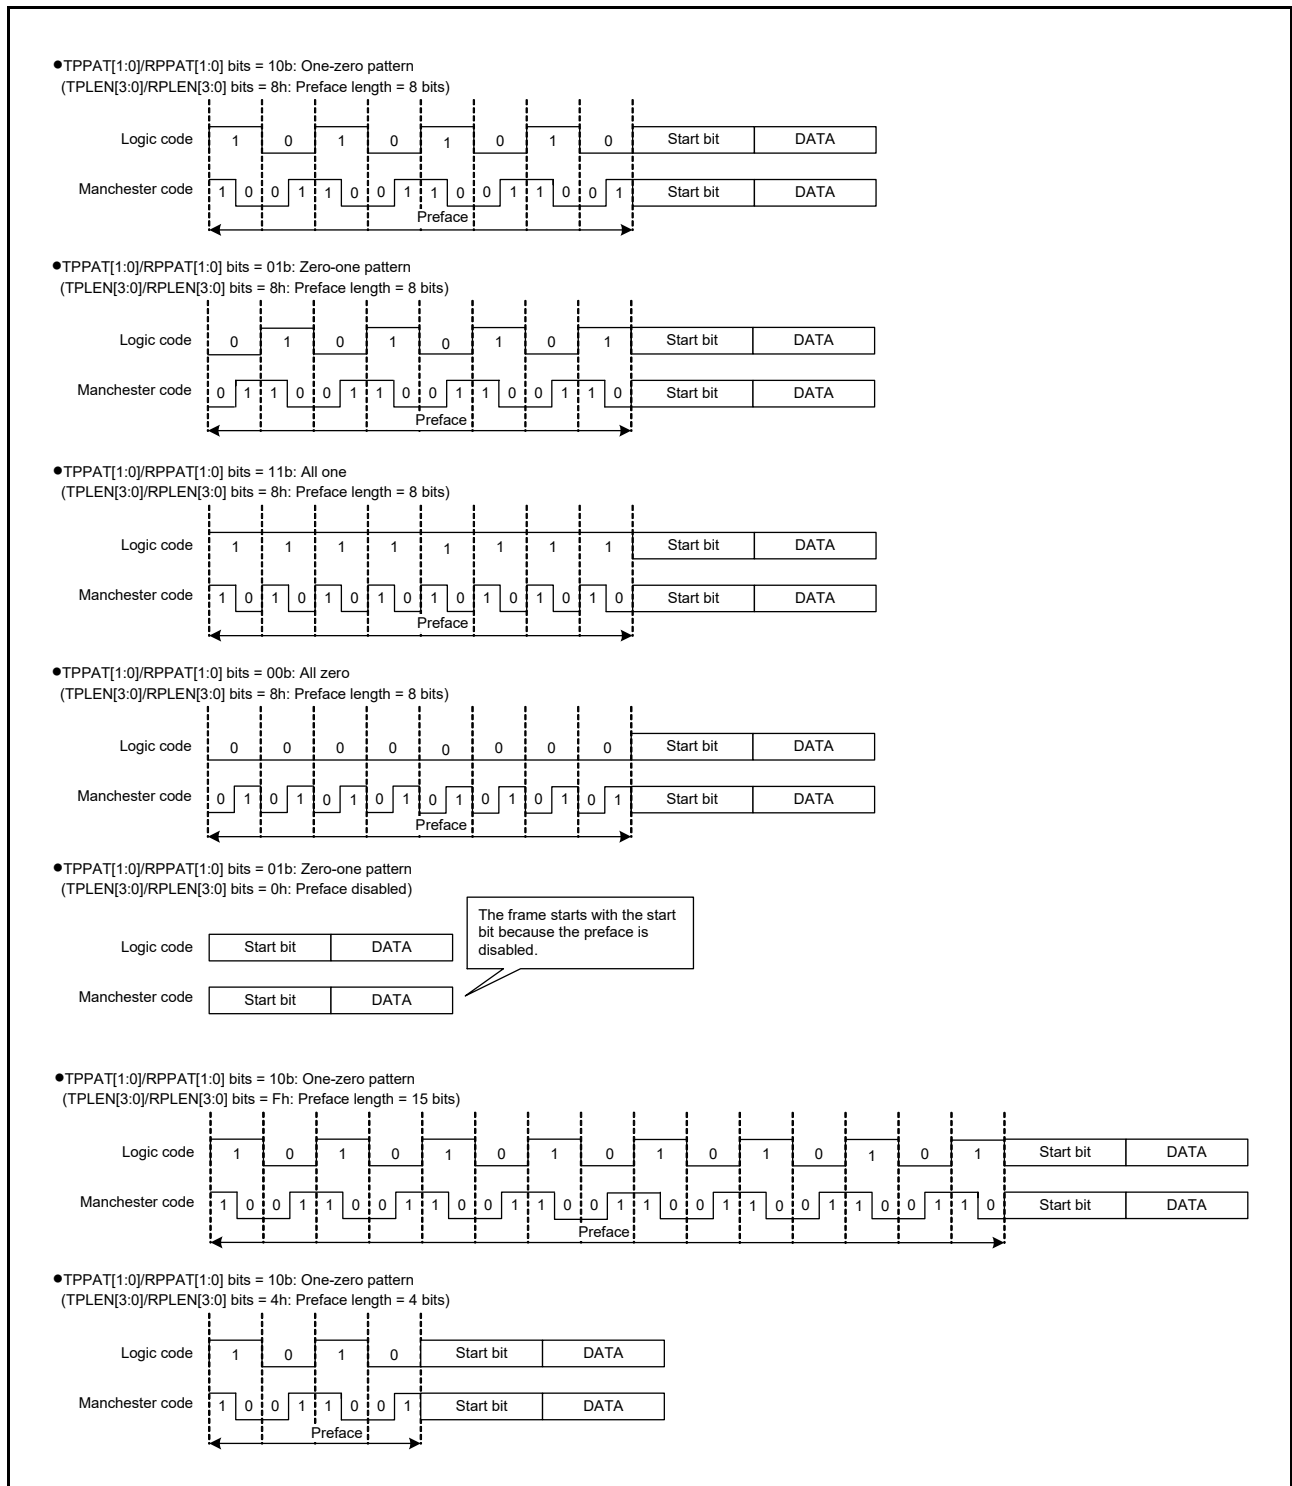 ●TPPAT[1:0]/RPPAT[1:0] bits = 10b: One-zero pattern
(TPLEN[3:0]/RPLEN[3:0] bits = 8h: Preface length = 8 bits)
Logic code 1 0 1 0 1 0 1 0 Start bit DATA
Manchester code 1 0 0 1 1 0 0 1 1 0 0 1 1 0 0 1 Start bit DATA
Preface
●TPPAT[1:0]/RPPAT[1:0] bits = 01b: Zero-one pattern
(TPLEN[3:0]/RPLEN[3:0] bits = 8h: Preface length = 8 bits)
Logic code 0 1 0 1 0 1 0 1 Start bit DATA
Manchester code 0 1 1 0 0 1 1 0 0 1 1 0 0 1 1 0 Start bit DATA
Preface
●TPPAT[1:0]/RPPAT[1:0] bits = 11b: All one
(TPLEN[3:0]/RPLEN[3:0] bits = 8h: Preface length = 8 bits)
Logic code 1 1 1 1 1 1 1 1 Start bit DATA
Manchester code 1 0 1 0 1 0 1 0 1 0 1 0 1 0 1 0 Start bit DATA
Preface
●TPPAT[1:0]/RPPAT[1:0] bits = 00b: All zero
(TPLEN[3:0]/RPLEN[3:0] bits = 8h: Preface length = 8 bits)
Logic code 0 0 0 0 0 0 0 0 Start bit DATA
Manchester code 0 1 0 1 0 1 0 1 0 1 0 1 0 1 0 1 Start bit DATA
Preface
●TPPAT[1:0]/RPPAT[1:0] bits = 01b: Zero-one pattern
(TPLEN[3:0]/RPLEN[3:0] bits = 0h: Preface disabled)
The frame starts with the start
bit because the preface is
disabled.
Logic code Start bit DATA
Manchester code Start bit DATA
●TPPAT[1:0]/RPPAT[1:0] bits = 10b: One-zero pattern
(TPLEN[3:0]/RPLEN[3:0] bits = Fh: Preface length = 15 bits)
Logic code 1 0 1 0 1 0 1 0 1 0 1 0 1 0 1 Start bit DATA
Manchester code 1 0 0 1 1 0 0 1 1 0 0 1 1 0 0 1 1 0 0 1 1 0 0 1 1 0 0 1 1 0 Start bit DATA
Preface
●TPPAT[1:0]/RPPAT[1:0] bits = 10b: One-zero pattern
(TPLEN[3:0]/RPLEN[3:0] bits = 4h: Preface length = 4 bits)
Logic code 1 0 1 0 Start bit DATA
Manchester code 1 0 0 1 1 0 0 1 Start bit DATA
Preface